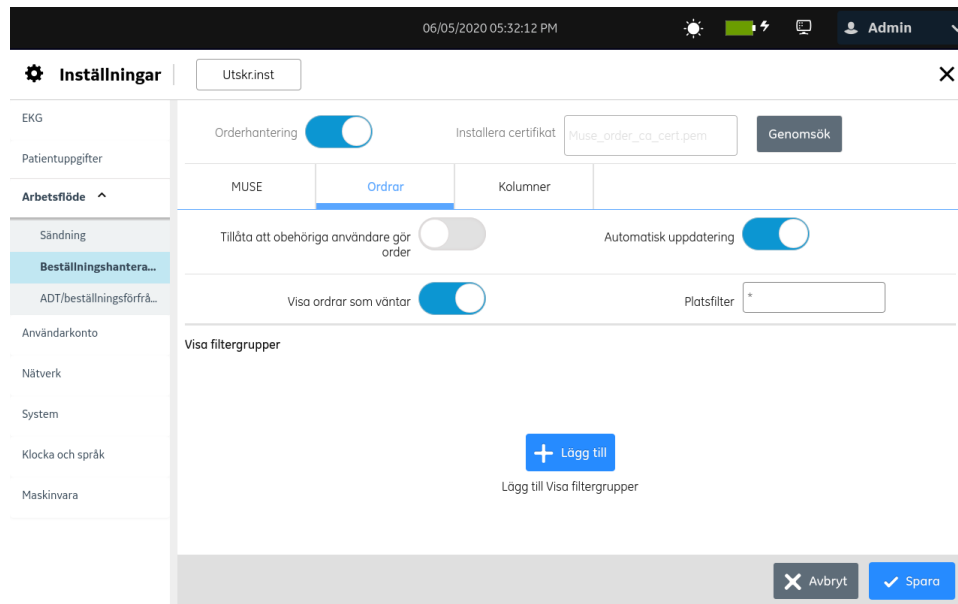 06/05/2020 05:32:12 PM
Admin
Inställningar
Utskr.inst
EKG
Patientuppgifter
Arbetsflöde
Sändning
Beställningshantera...
ADT/beställningsförfrå...
Användarkonto
Nätverk
System
Klocka och språk
Maskinvara
Orderhantering
Installera certifikat
Muse_order_ca_cert.pem
Genomsök
MUSE
Ordrar
Kolumner
Tillåta att obehöriga användare gör
order
Automatisk uppdatering
Visa ordrar som väntar
Platsfilter
*
Visa filtergrupper
Lägg till
Lägg till Visa filtergrupper
Avbryt
Spara